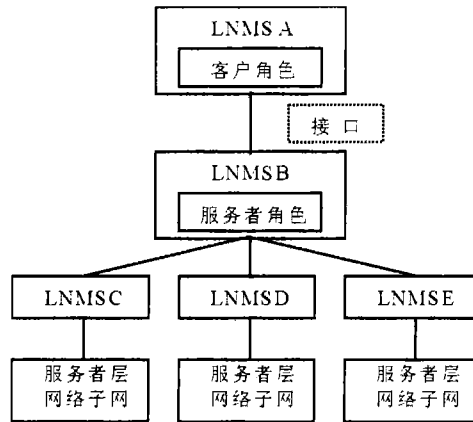 LNMSA
客户角色
接 口
LNMSB
服务者角色
LNMSC
LNMSD
LNMSE
服务者层
网络子网
服务者层
网络子网
服务者层
网络子网